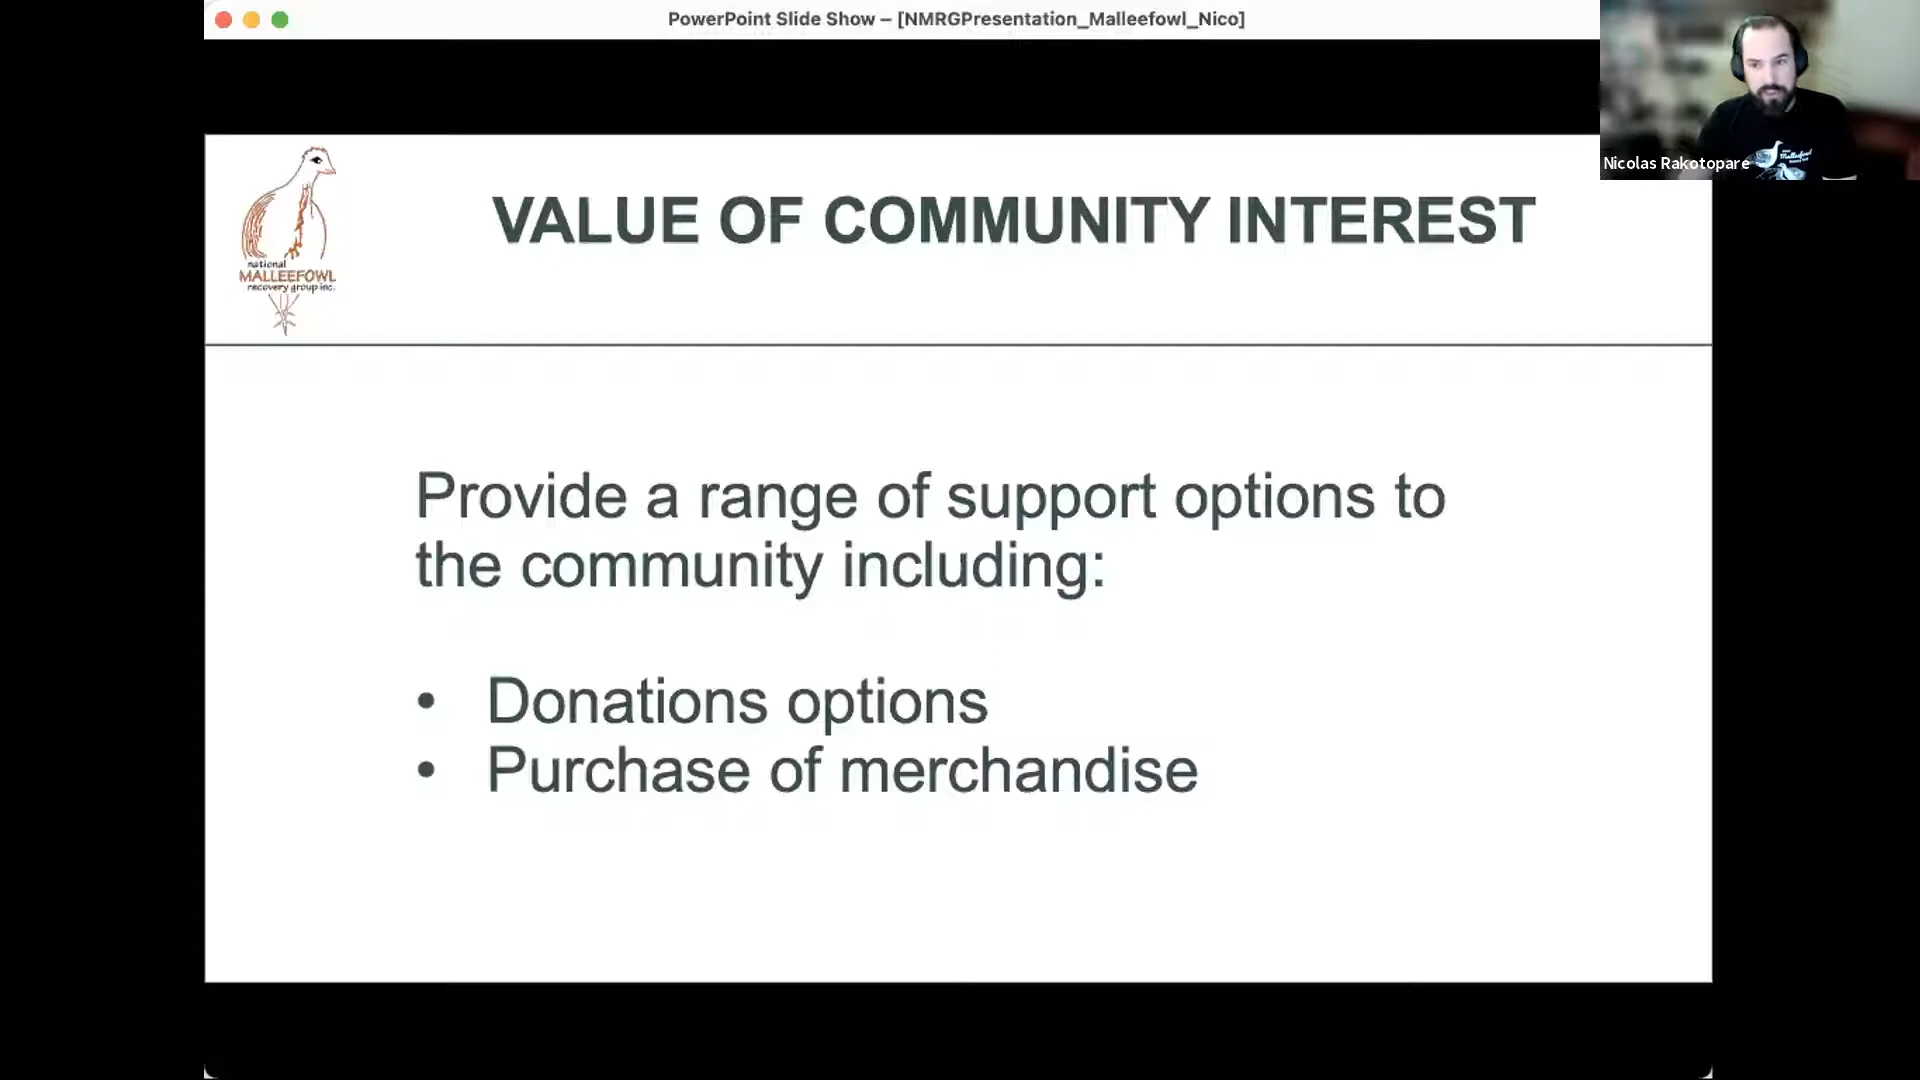 PowerPoint Slide Show – [NMRGPresentation_Malleefowl_Nico]
Nicolas Rakotopare
Malleefowl
national
MALLEEFOWL
recovery group inc.
VALUE OF COMMUNITY INTEREST
Provide a range of support options to
the community including:
• Donations options
• Purchase of merchandise